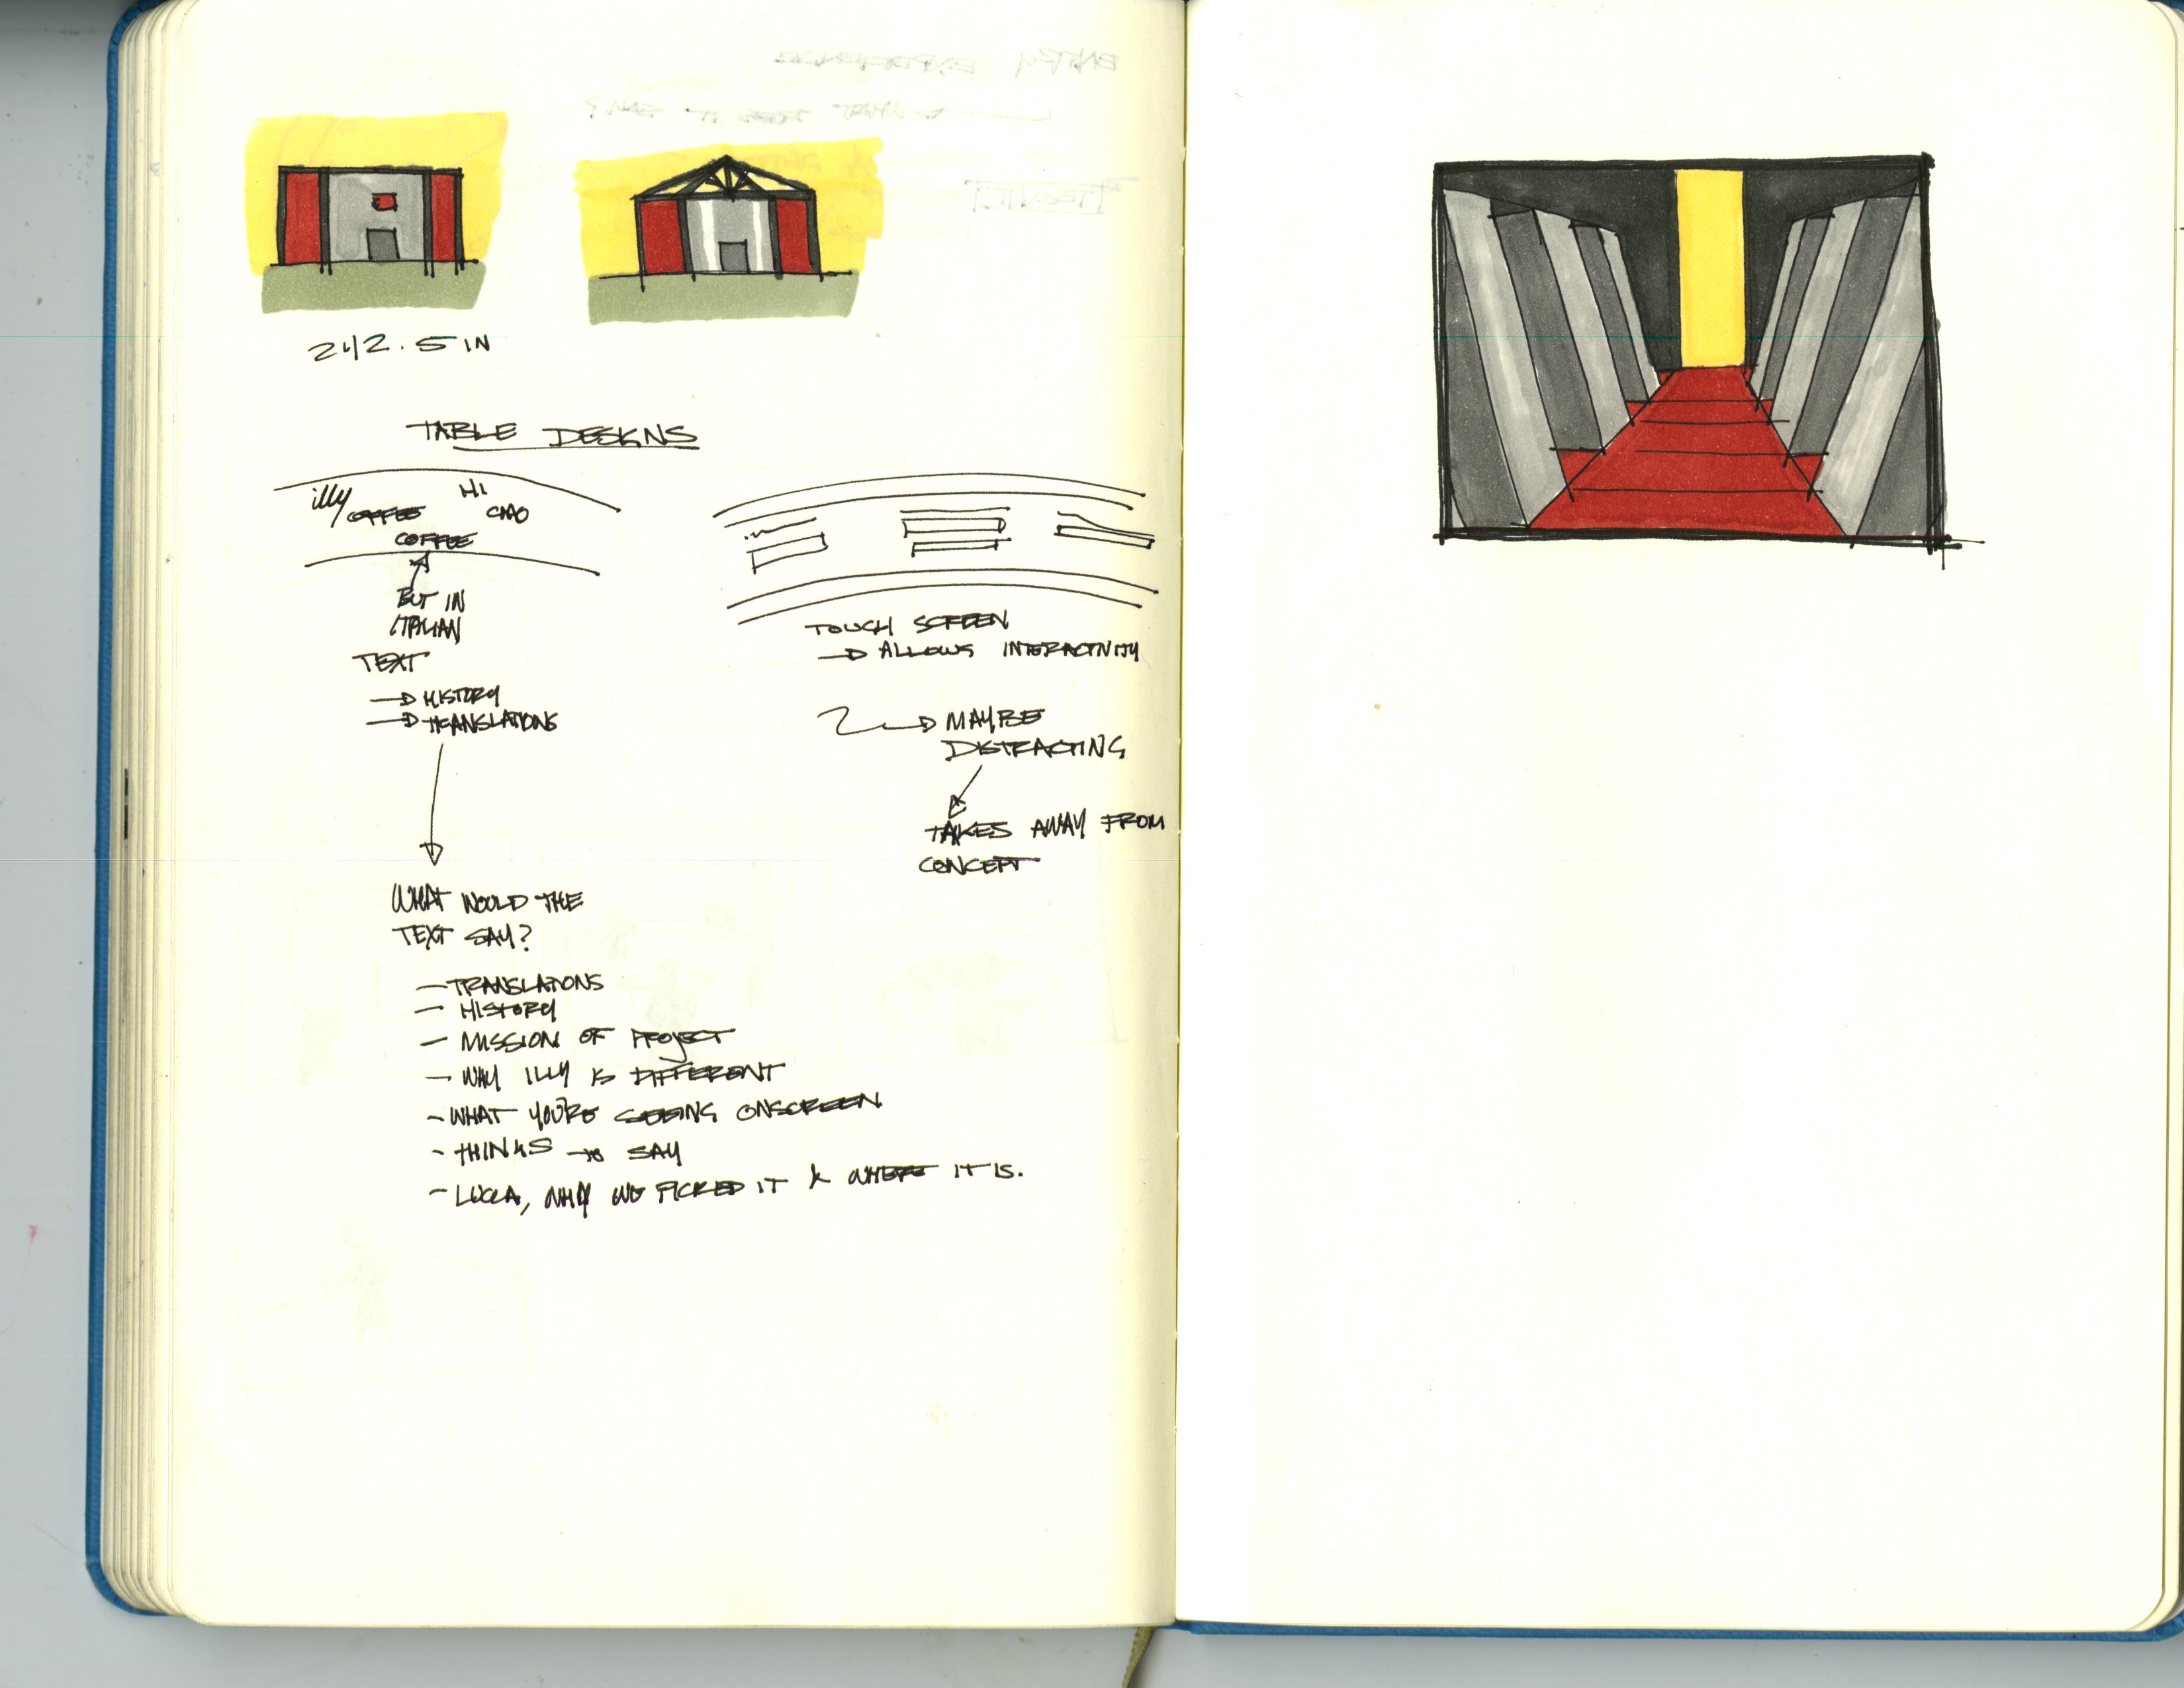 242.5 IN
TABLE DESIGNS
illy
HI
COFFEE
CIAO
COFFEE
BUT IN
ITALIAN
TEXT
HISTORY
TRANSLATIONS
WHAT WOULD THE
TEXT SAY?
- TRANSLATIONS
- HISTORY
- MISSION OF PROJECT
- WHY ILLY IS DIFFERENT
- WHAT YOU'RE SEEING ONSCREEN
- THINGS TO SAY
- LUCCA, WHY WE PICKED IT & WHERE IT IS.
TOUCH SCREEN
ALLOWS INTERACTIVITY
MAYBE
DISTRACTING
TAKES AWAY FROM
CONCEPT